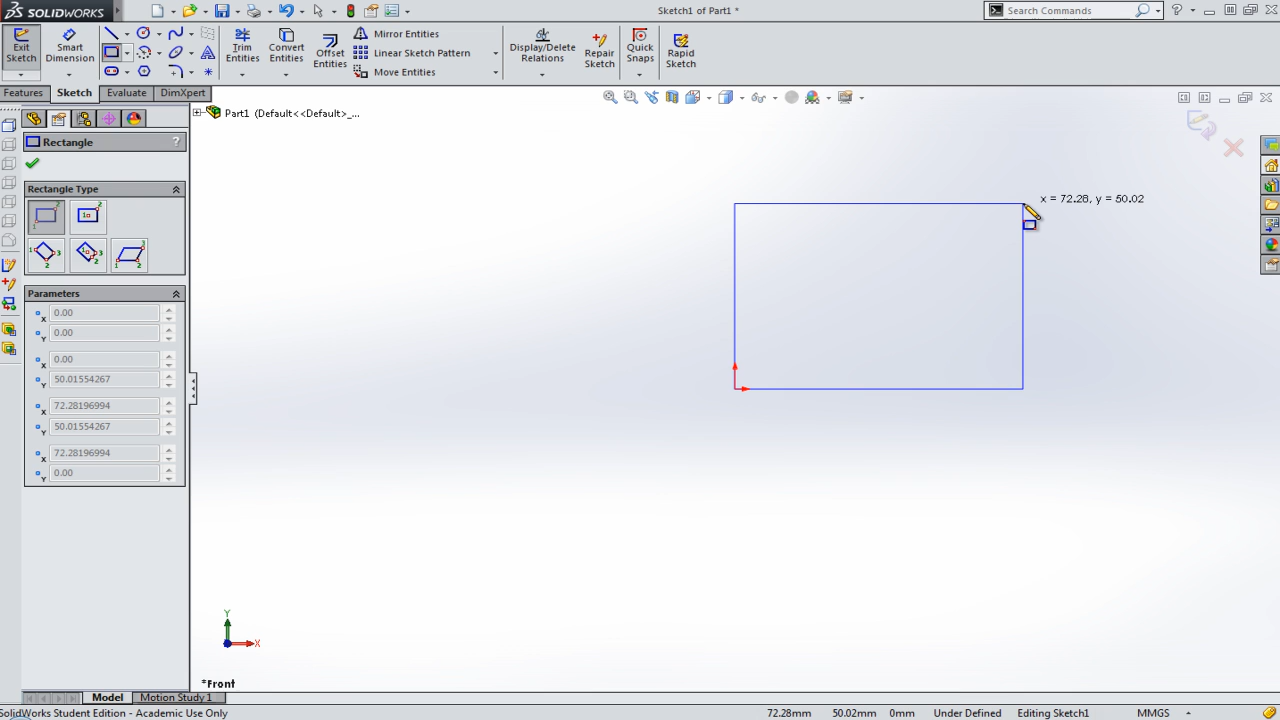 SOLIDWORKS
Sketch1 of Part1 *
Search Commands
Exit Sketch
Smart Dimension
Trim Entities
Convert Entities
Offset Entities
Mirror Entities
Linear Sketch Pattern
Move Entities
Display/Delete Relations
Repair Sketch
Quick Snaps
Rapid Sketch
Features
Sketch
Evaluate
DimXpert
Part1 (Default<<Default>_...
Rectangle
?
Rectangle Type
Parameters
X 0.00
Y 0.00
X 0.00
Y 50.01554267
X 72.28196994
Y 50.01554267
X 72.28196994
Y 0.00
x = 72.28, y = 50.02
Y
X
*Front
Model
Motion Study 1
SolidWorks Student Edition - Academic Use Only
72.28mm
50.02mm
0mm
Under Defined
Editing Sketch1
MMGS